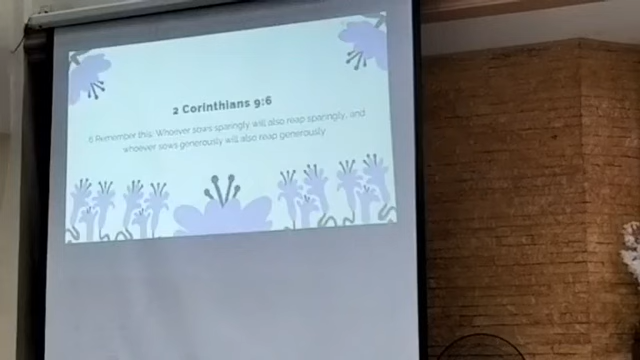 2 Corinthians 9:6
6 Remember this: Whoever sows sparingly will also reap sparingly, and
whoever sows generously will also reap generously